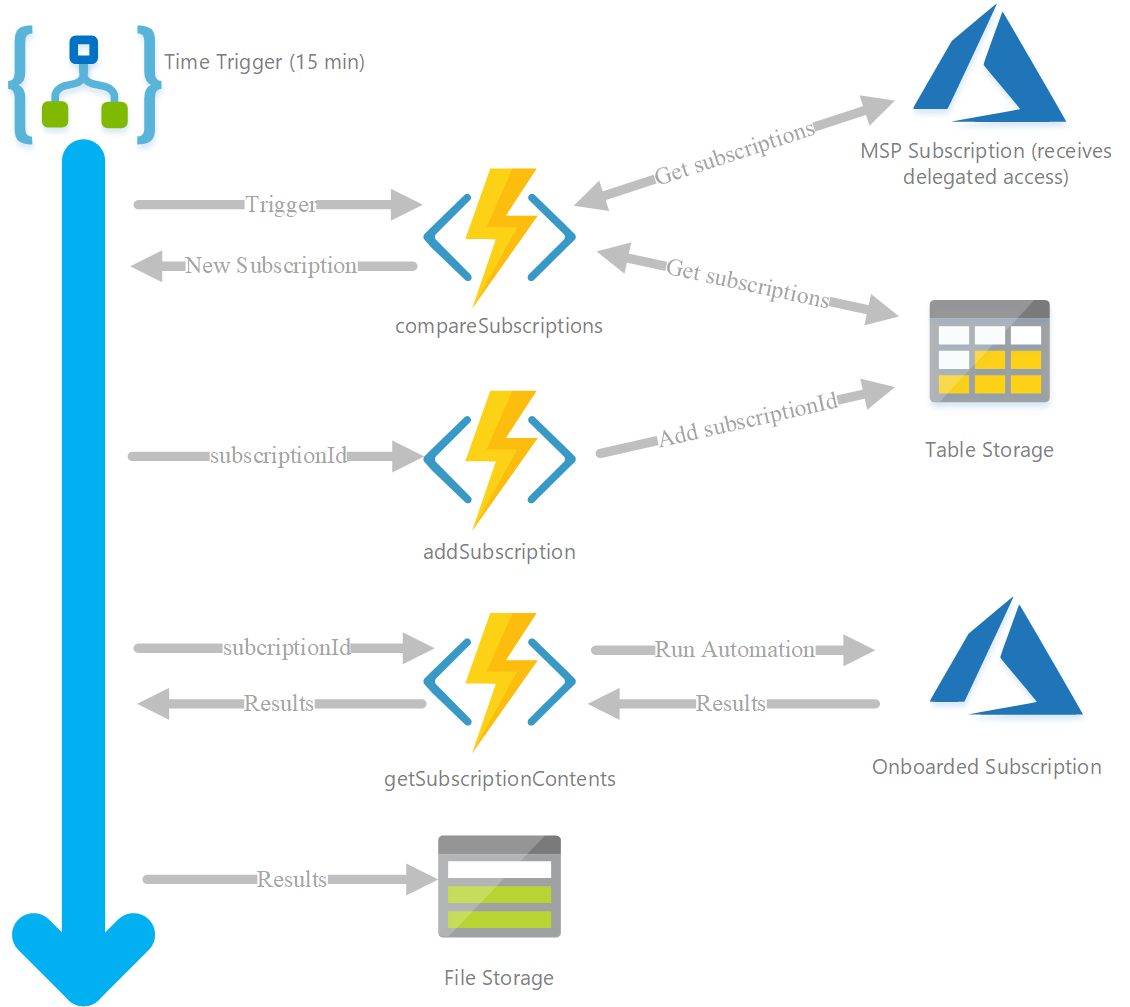 Time Trigger (15 min)
MSP Subscription (receives
delegated access)
Get subscriptions
Trigger
New Subscription
Get subscriptions
compareSubscriptions
Add subscriptionId
Table Storage
subscriptionId
addSubscription
subcriptionId
Run Automation
Results
Results
Onboarded Subscription
getSubscriptionContents
Results
File Storage